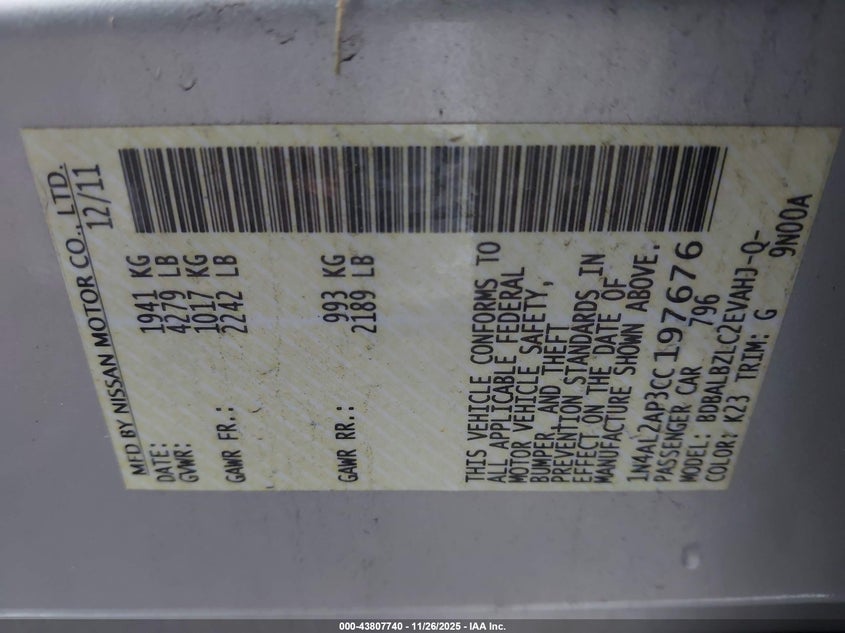 MFD BY NISSAN MOTOR CO., LTD.
DATE: 12/11
GVWR: 1941 KG
4279 LB
GAWR FR.: 1017 KG
2242 LB
GAWR RR.: 993 KG
2189 LB
THIS VEHICLE CONFORMS TO
ALL APPLICABLE FEDERAL
MOTOR VEHICLE SAFETY,
BUMPER, AND THEFT
PREVENTION STANDARDS IN
EFFECT ON THE DATE OF
MANUFACTURE SHOWN ABOVE.
1N4AL2AP3CC197676
PASSENGER CAR 796
MODEL: BDBALBZLC2EVAHJ-Q-
COLOR: K23 TRIM: G 9N00A
000-43807740 - 11/26/2025 - IAA Inc.